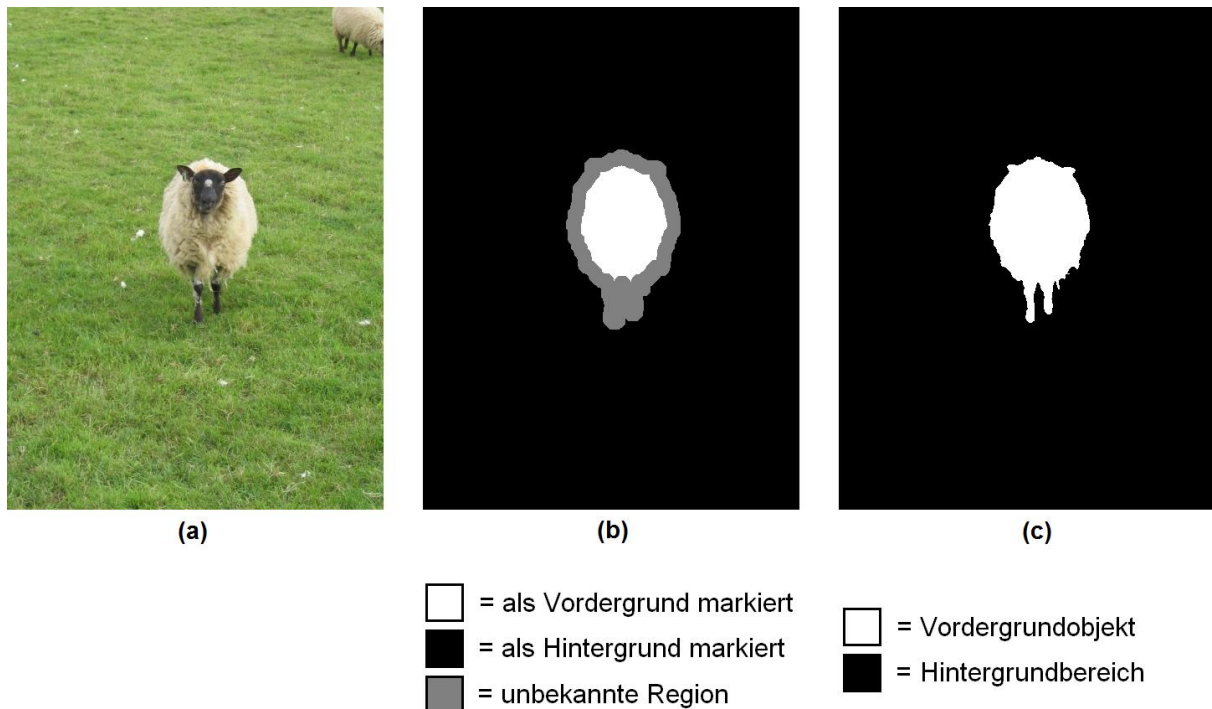 (a)
(b)
(c)
= als Vordergrund markiert
= als Hintergrund markiert
= unbekannte Region
= Vordergrundobjekt
= Hintergrundbereich